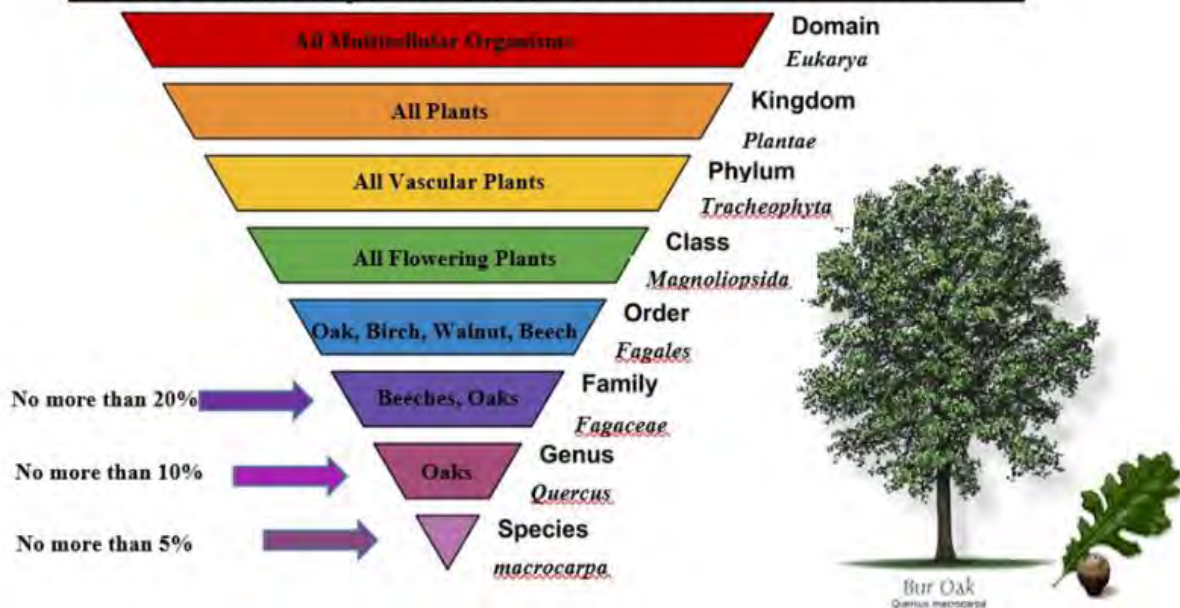 All Multicellular Organisms
Domain
Eukarya
All Plants
Kingdom
Plantae
All Vascular Plants
Phylum
Tracheophyta
All Flowering Plants
Class
Magnoliopsida
Oak, Birch, Walnut, Beech
Order
Fagales
No more than 20%
Beeches, Oaks
Family
Fagaceae
No more than 10%
Oaks
Genus
Quercus
No more than 5%
Species
macrocarpa
Bur Oak
Quercus macrocarpa